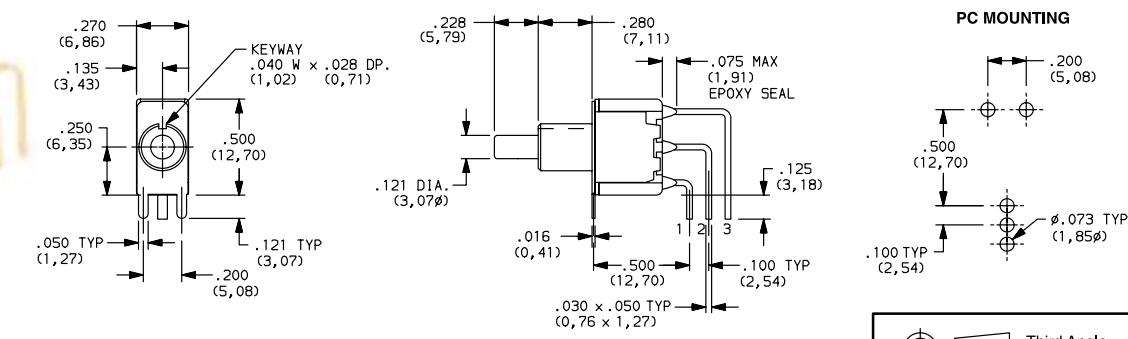 .270
(6,86)
.135
(3,43)
KEYWAY
.040 W x .028 DP.
(1,02) (0,71)
.250
(6,35)
.500
(12,70)
.050 TYP
(1,27)
.121 TYP
(3,07)
.200
(5,08)
.228
(5,79)
.280
(7,11)
.075 MAX
(1,91)
EPOXY SEAL
.121 DIA.
(3,07ø)
.125
(3,18)
1 2 3
.016
(0,41)
.500
(12,70)
.100 TYP
(2,54)
.030 x .050 TYP
(0,76 x 1,27)
PC MOUNTING
.200
(5,08)
.500
(12,70)
ø.073 TYP
(1,85ø)
.100 TYP
(2,54)
Third Angle